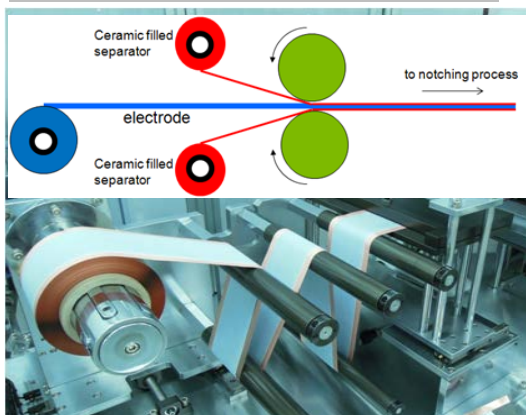 Ceramic filled
separator
to notching process
electrode
Ceramic filled
separator